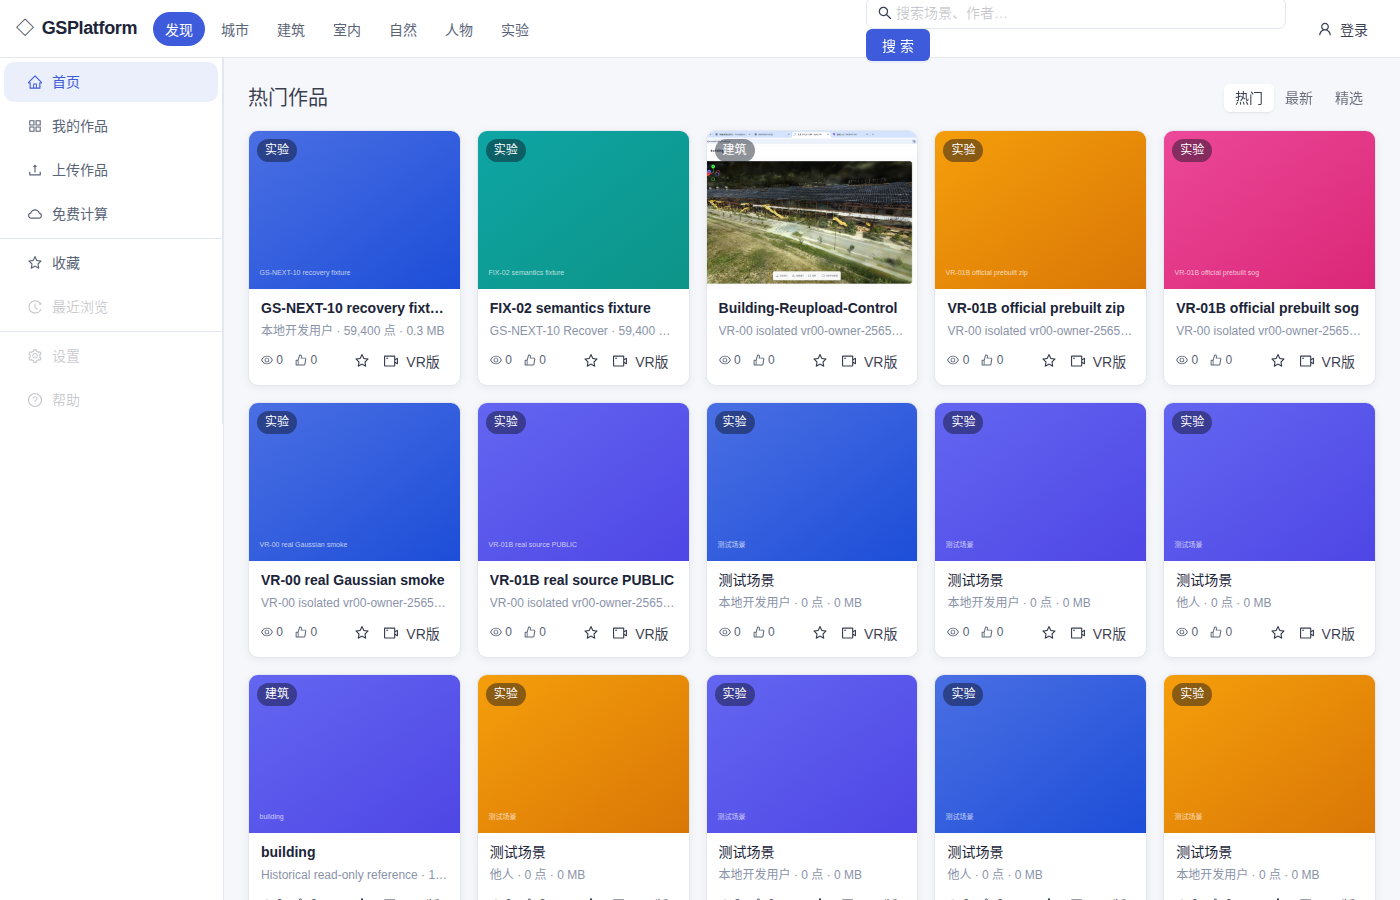 GSPlatform
发现 城市 建筑 室内 自然 人物 实验
搜索场景、作者…
搜 索
登录
首页
我的作品
上传作品
免费计算
收藏
最近浏览
设置
帮助
热门作品
热门 最新 精选
实验
GS-NEXT-10 recovery fixture
GS-NEXT-10 recovery fixt…
本地开发用户 · 59,400 点 · 0.3 MB
0 0 VR版
实验
FIX-02 semantics fixture
FIX-02 semantics fixture
GS-NEXT-10 Recover · 59,400 …
0 0 VR版
建筑
Building-Reupload-Control
VR-00 isolated vr00-owner-2565…
0 0 VR版
实验
VR-01B official prebuilt zip
VR-01B official prebuilt zip
VR-00 isolated vr00-owner-2565…
0 0 VR版
实验
VR-01B official prebuilt sog
VR-01B official prebuilt sog
VR-00 isolated vr00-owner-2565…
0 0 VR版
实验
VR-00 real Gaussian smoke
VR-00 real Gaussian smoke
VR-00 isolated vr00-owner-2565…
0 0 VR版
实验
VR-01B real source PUBLIC
VR-01B real source PUBLIC
VR-00 isolated vr00-owner-2565…
0 0 VR版
实验
测试场景
测试场景
本地开发用户 · 0 点 · 0 MB
0 0 VR版
实验
测试场景
测试场景
本地开发用户 · 0 点 · 0 MB
0 0 VR版
实验
测试场景
测试场景
他人 · 0 点 · 0 MB
0 0 VR版
建筑
building
building
Historical read-only reference · 1…
实验
测试场景
测试场景
他人 · 0 点 · 0 MB
实验
测试场景
测试场景
本地开发用户 · 0 点 · 0 MB
实验
测试场景
测试场景
他人 · 0 点 · 0 MB
实验
测试场景
测试场景
本地开发用户 · 0 点 · 0 MB